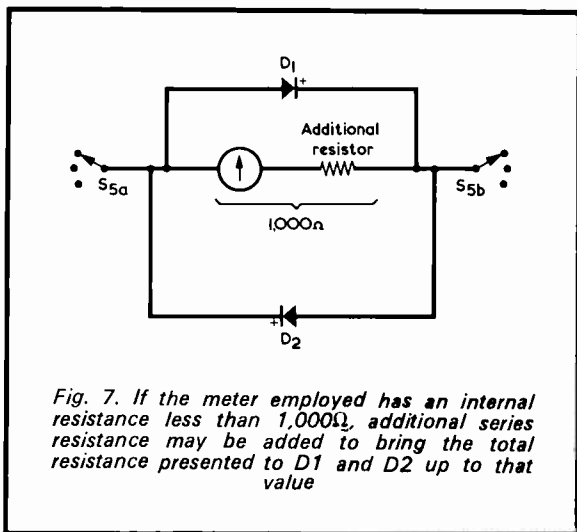 D1
+
Additional
resistor
S5a
S5b
1,000Ω
+
D2
Fig. 7. If the meter employed has an internal
resistance less than 1,000Ω, additional series
resistance may be added to bring the total
resistance presented to D1 and D2 up to that
value